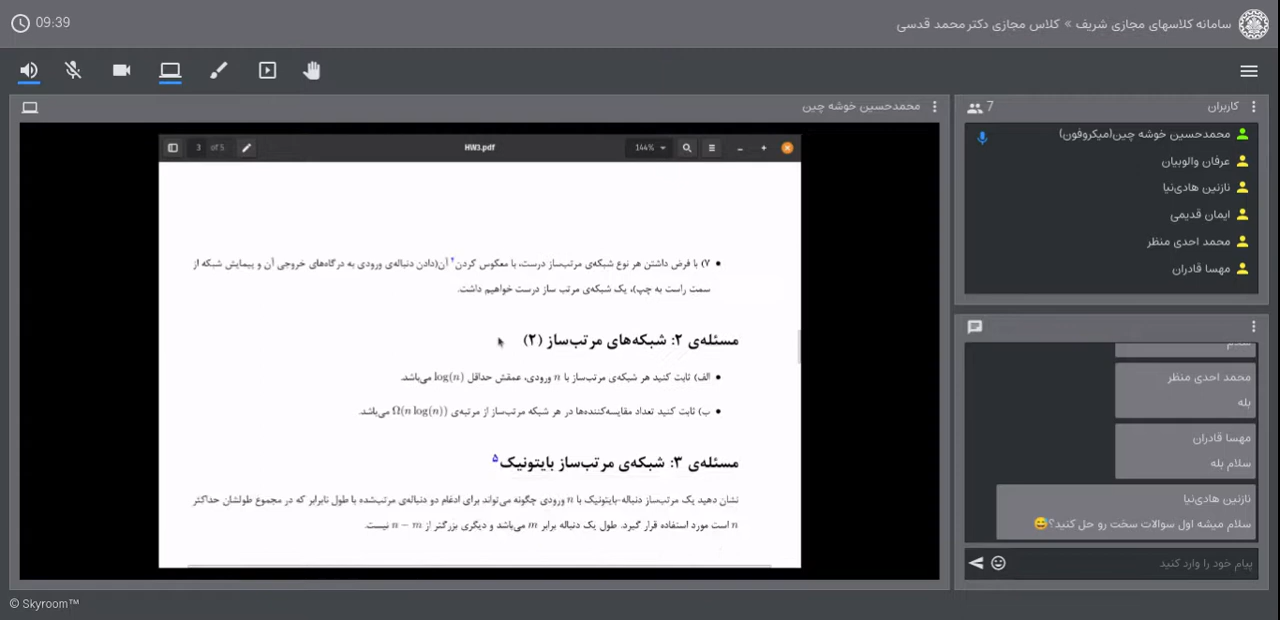 09:39
سامانه کلاسهای مجازی شریف » کلاس مجازی دکتر محمد قدسی
محمدحسین خوشه چین
HW3.pdf
3 of 5
144%
۷) با فرض داشتن هر نوع شبکه‌ی مرتب‌ساز درست، با معکوس کردن۴ آن(دادن دنباله‌ی ورودی به درگاه‌های خروجی آن و پیمایش شبکه از
سمت راست به چپ)، یک شبکه‌ی مرتب ساز درست خواهیم داشت.
مسئله‌ی ۲: شبکه‌های مرتب‌ساز (۲)
الف) ثابت کنید هر شبکه‌ی مرتب‌ساز با n ورودی، عمقش حداقل log(n) می‌باشد.
ب) ثابت کنید تعداد مقایسه‌کننده‌ها در هر شبکه مرتب‌ساز از مرتبه‌ی Ω(n log(n)) می‌باشد.
مسئله‌ی ۳: شبکه‌ی مرتب‌ساز بایتونیک۵
نشان دهید یک مرتب‌ساز دنباله-بایتونیک با n ورودی چگونه می‌تواند برای ادغام دو دنباله‌ی مرتب‌شده با طول نابرابر که در مجموع طولشان حداکثر
n است مورد استفاده قرار گیرد. طول یک دنباله برابر m می‌باشد و دیگری بزرگتر از n − m نیست.
کاربران
7
محمدحسین خوشه چین(میکروفون)
عرفان والوبیان
نازنین هادی‌نیا
ایمان قدیمی
محمد احدی منظر
مهسا قادران
سلام
محمد احدی منظر
بله
مهسا قادران
سلام بله
نازنین هادی‌نیا
سلام میشه اول سوالات سخت رو حل کنید؟😅
پیام خود را وارد کنید
© Skyroom™